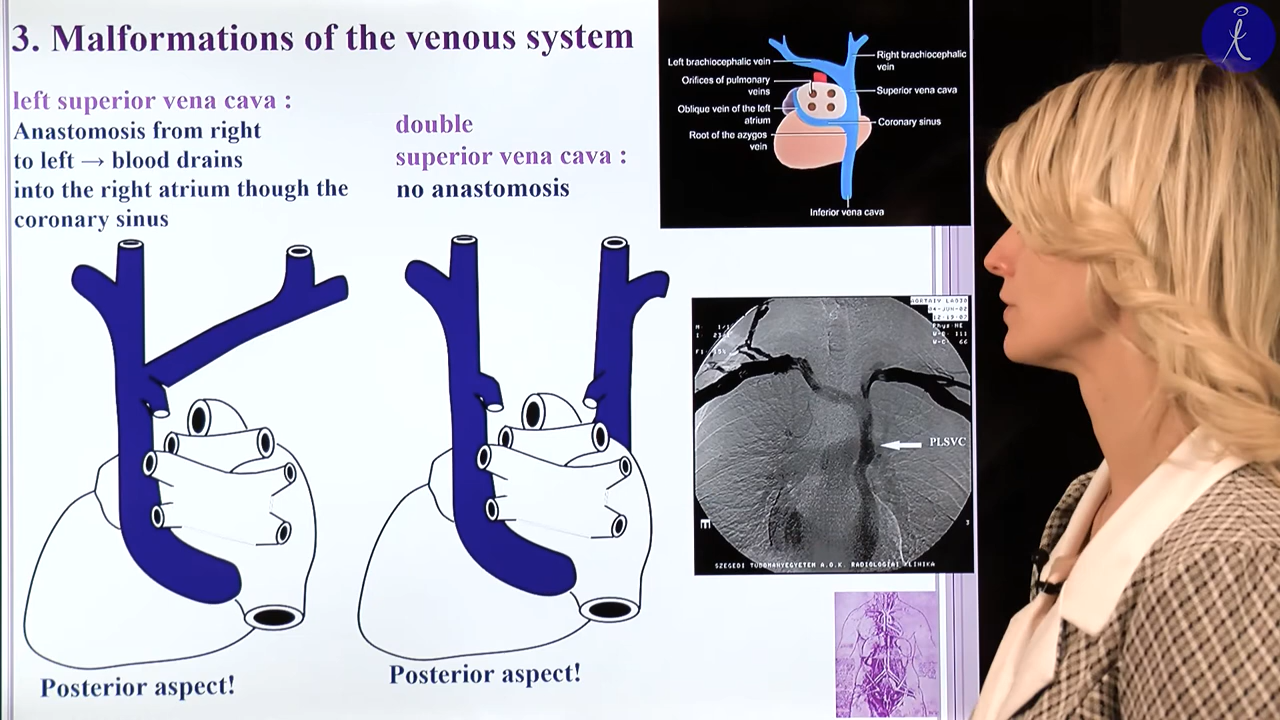 3. Malformations of the venous system
left superior vena cava :
Anastomosis from right
to left → blood drains
into the right atrium though the
coronary sinus
double
superior vena cava :
no anastomosis
Posterior aspect!
Posterior aspect!
Left brachiocephalic vein
Orifices of pulmonary
veins
Oblique vein of the left
atrium
Root of the azygos
vein
Right brachiocephalic
vein
Superior vena cava
Coronary sinus
Inferior vena cava
PLSVC
SZEGEDI TUDOMANYEGYETEM A.O.K. RADIOLOGIAI KLINIKA